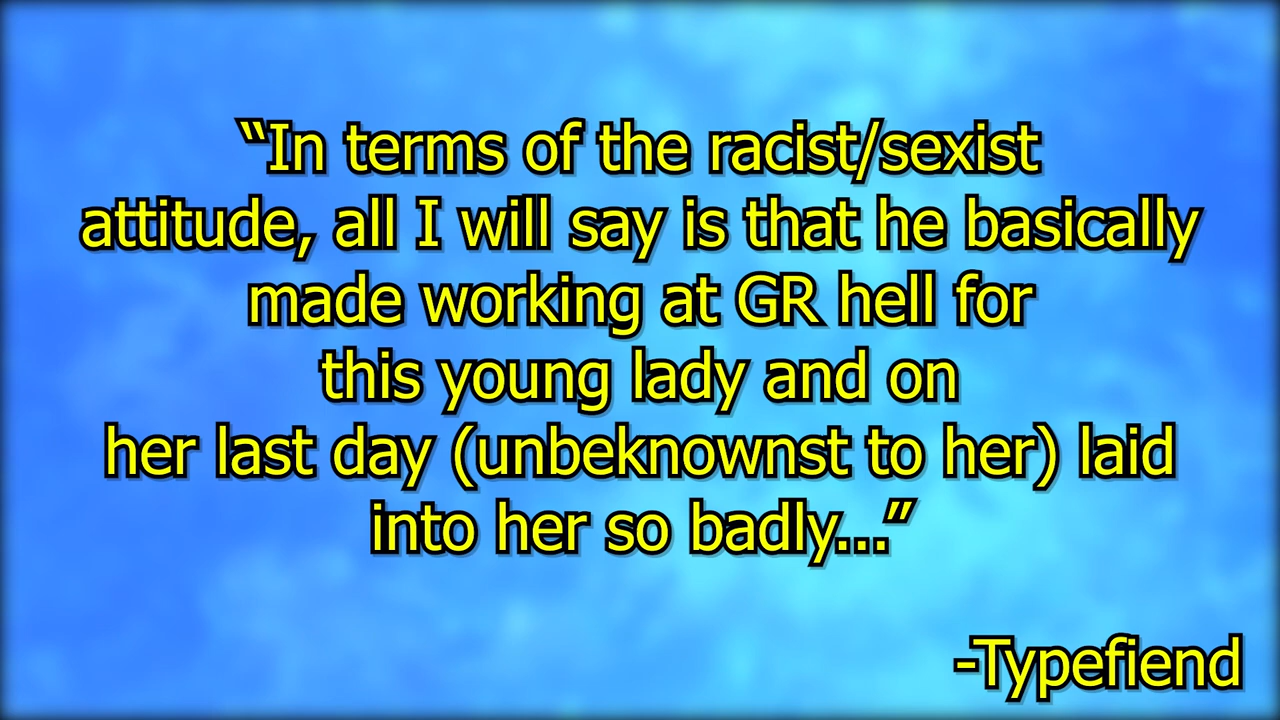 “In terms of the racist/sexist
attitude, all I will say is that he basically
made working at GR hell for
this young lady and on
her last day (unbeknownst to her) laid
into her so badly...”
-Typefiend